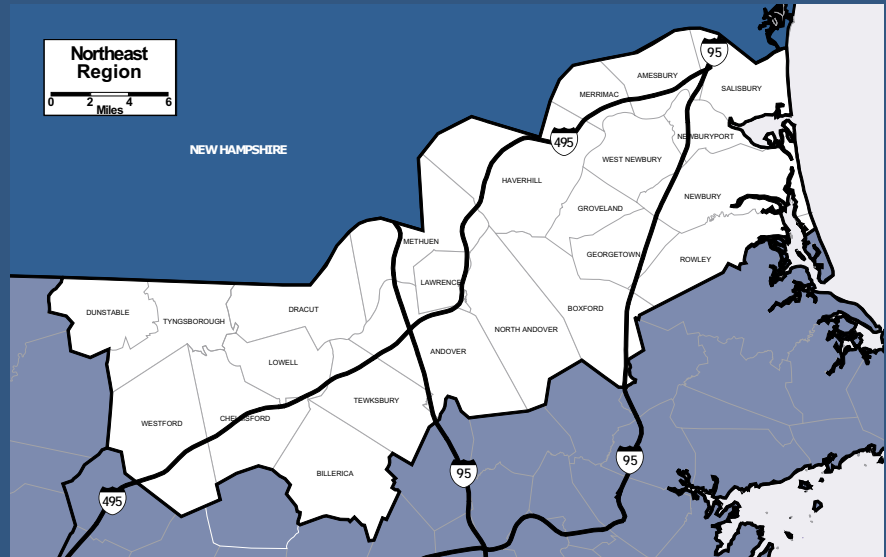 Northeast
Region
0 2 4 6
Miles
NEW HAMPSHIRE
95
AMESBURY
SALISBURY
MERRIMAC
495
NEWBURYPORT
WEST NEWBURY
HAVERHILL
NEWBURY
GROVELAND
METHUEN
GEORGETOWN
ROWLEY
LAWRENCE
DUNSTABLE
TYNGSBOROUGH
DRACUT
BOXFORD
NORTH ANDOVER
ANDOVER
LOWELL
TEWKSBURY
CHELMSFORD
WESTFORD
BILLERICA
95
95
495